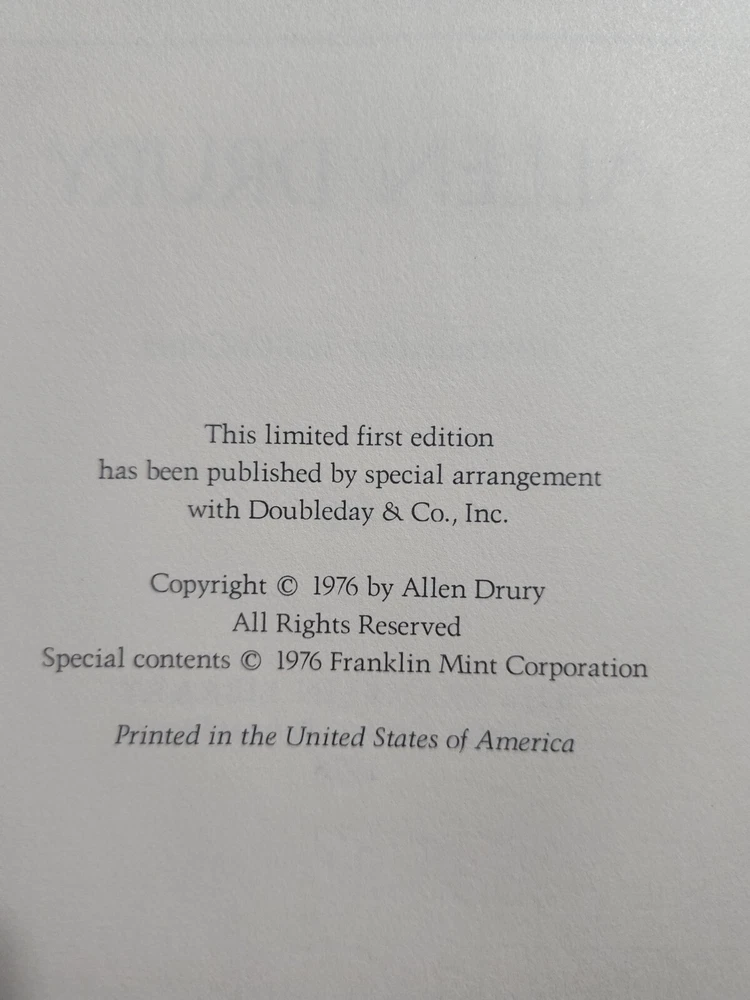 This limited first edition
has been published by special arrangement
with Doubleday & Co., Inc.
Copyright © 1976 by Allen Drury
All Rights Reserved
Special contents © 1976 Franklin Mint Corporation
Printed in the United States of America